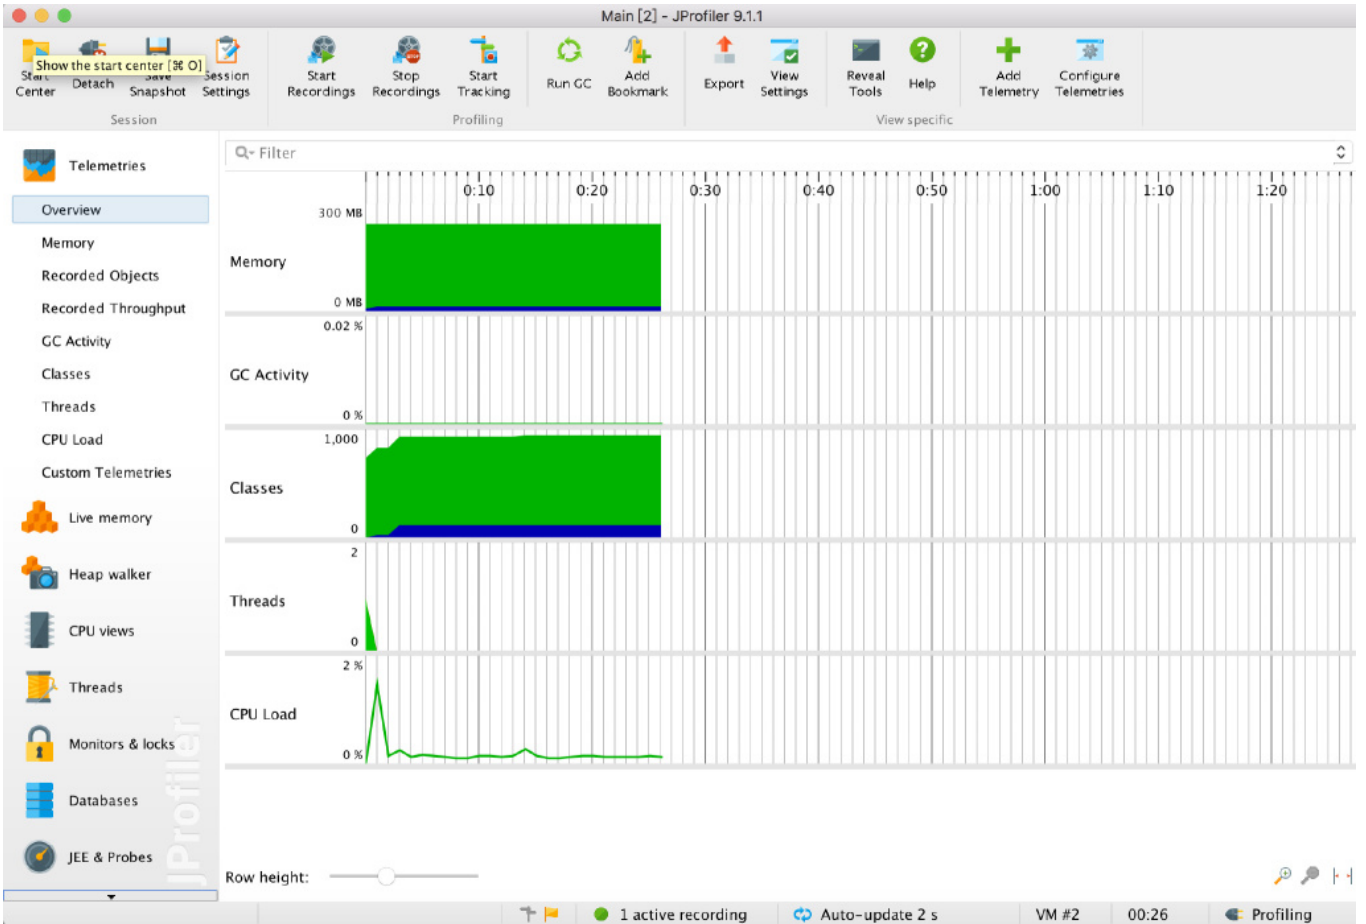 Main [2] – JProfiler 9.1.1
Show the start center [⌘ O]
Start Center
Detach
Save Snapshot
Session Settings
Start Recordings
Stop Recordings
Start Tracking
Run GC
Add Bookmark
Export
View Settings
Reveal Tools
Help
Add Telemetry
Configure Telemetries
Session
Profiling
View specific
Telemetries
Overview
Memory
Recorded Objects
Recorded Throughput
GC Activity
Classes
Threads
CPU Load
Custom Telemetries
Live memory
Heap walker
CPU views
Threads
Monitors & locks
Databases
JEE & Probes
JProfiler
Filter
0:10 0:20 0:30 0:40 0:50 1:00 1:10 1:20
300 MB
Memory
0 MB
0.02 %
GC Activity
0 %
1,000
Classes
0
2
Threads
0
2 %
CPU Load
0 %
Row height:
1 active recording
Auto-update 2 s
VM #2
00:26
Profiling